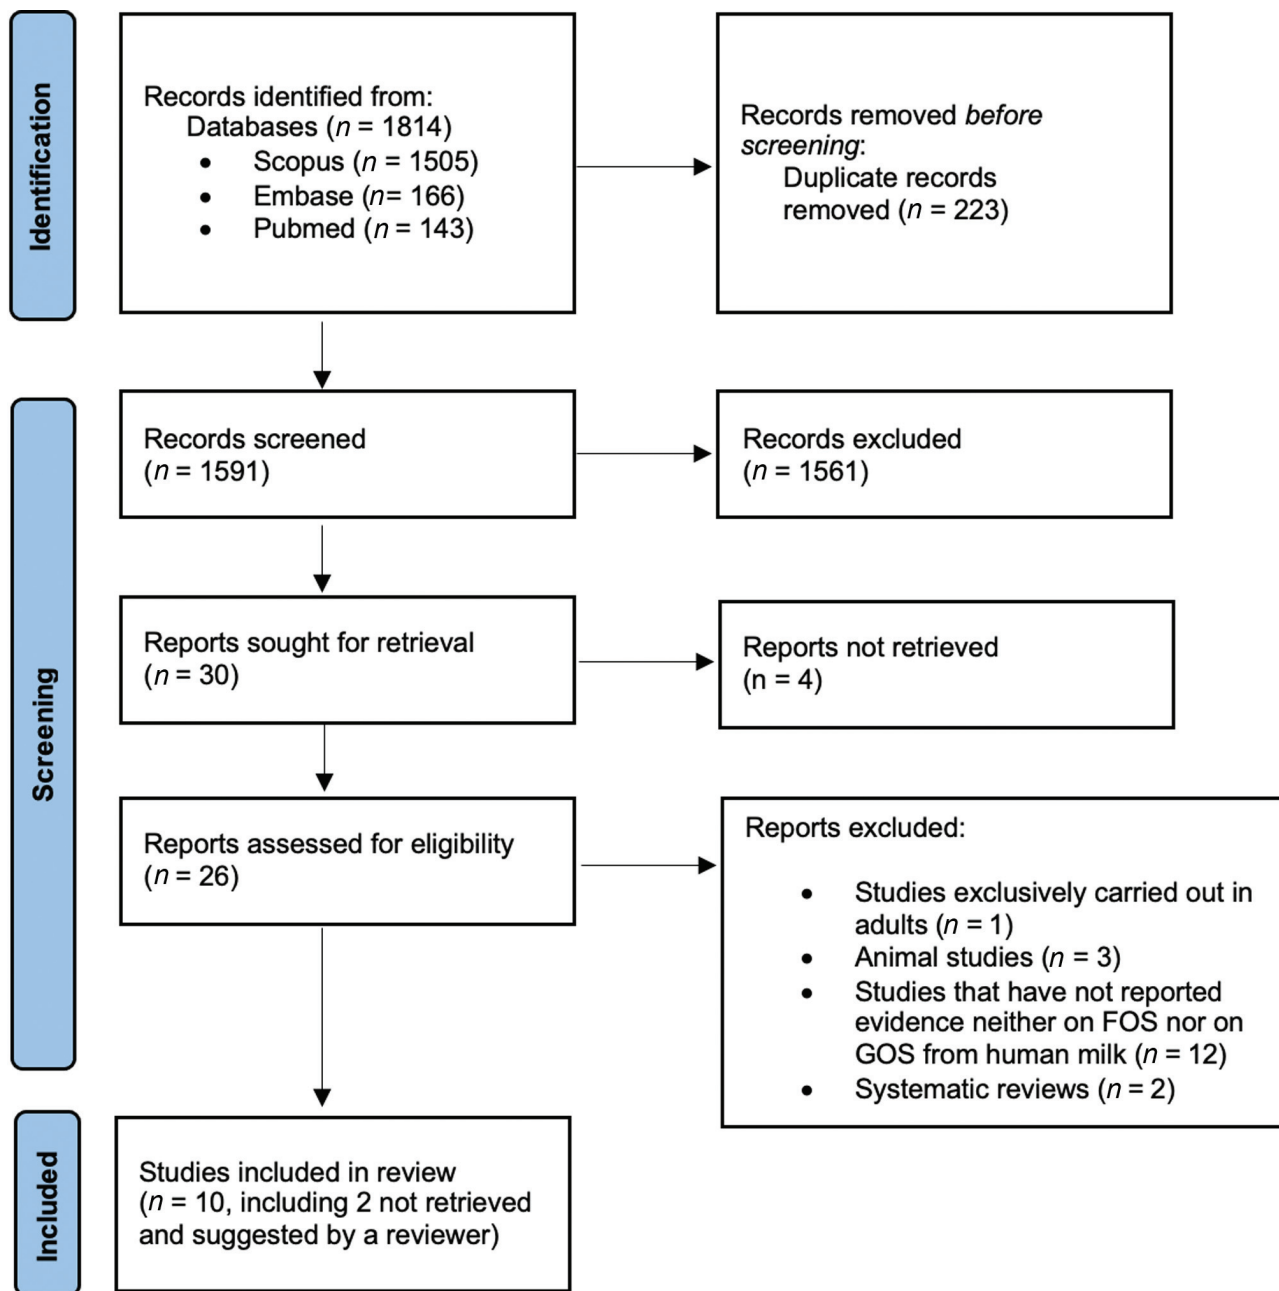 Identification
Records identified from:
Databases (n = 1814)
• Scopus (n = 1505)
• Embase (n= 166)
• Pubmed (n = 143)
Records removed before
screening:
Duplicate records
removed (n = 223)
Screening
Records screened
(n = 1591)
Records excluded
(n = 1561)
Reports sought for retrieval
(n = 30)
Reports not retrieved
(n = 4)
Reports assessed for eligibility
(n = 26)
Reports excluded:
• Studies exclusively carried out in
adults (n = 1)
• Animal studies (n = 3)
• Studies that have not reported
evidence neither on FOS nor on
GOS from human milk (n = 12)
• Systematic reviews (n = 2)
Included
Studies included in review
(n = 10, including 2 not retrieved
and suggested by a reviewer)